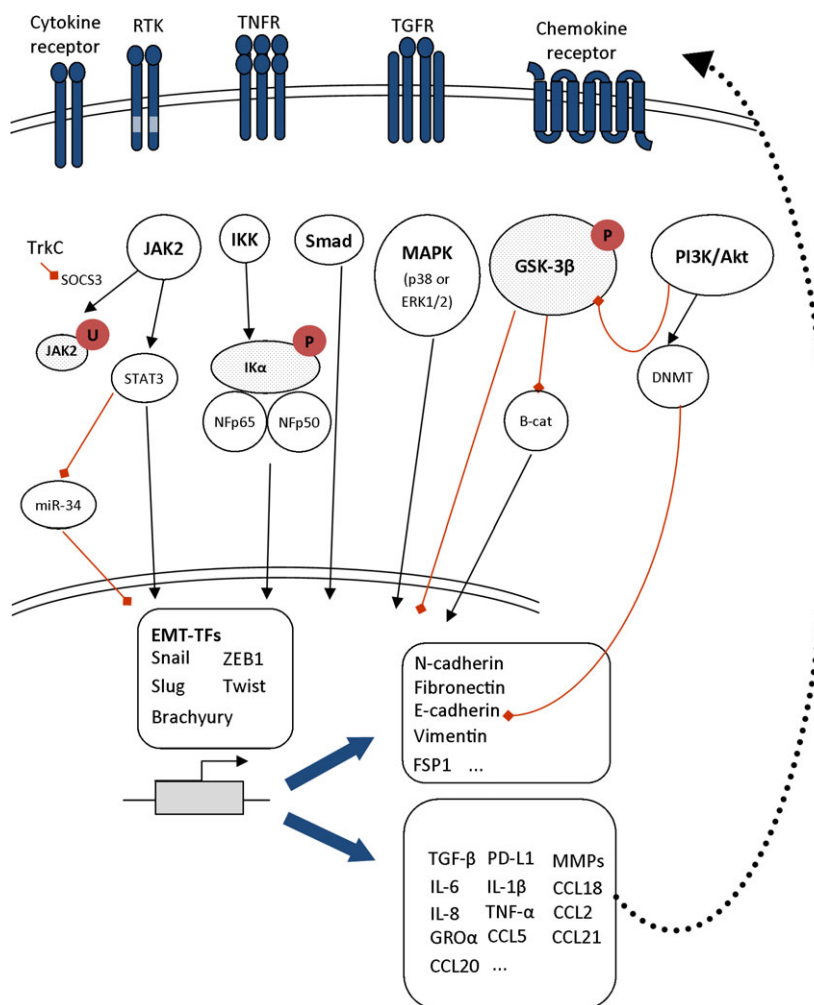 Cytokine
receptor
RTK
TNFR
TGFR
Chemokine
receptor
TrkC
SOCS3
JAK2
IKK
Smad
MAPK
(p38 or
ERK1/2)
GSK-3β
P
PI3K/Akt
JAK2
U
STAT3
IKα
P
NFp65
NFp50
B-cat
DNMT
miR-34
EMT-TFs
Snail ZEB1
Slug Twist
Brachyury
N-cadherin
Fibronectin
E-cadherin
Vimentin
FSP1 ...
TGF-β PD-L1 MMPs
IL-6 IL-1β CCL18
IL-8 TNF-α CCL2
GROα CCL5 CCL21
CCL20 ...